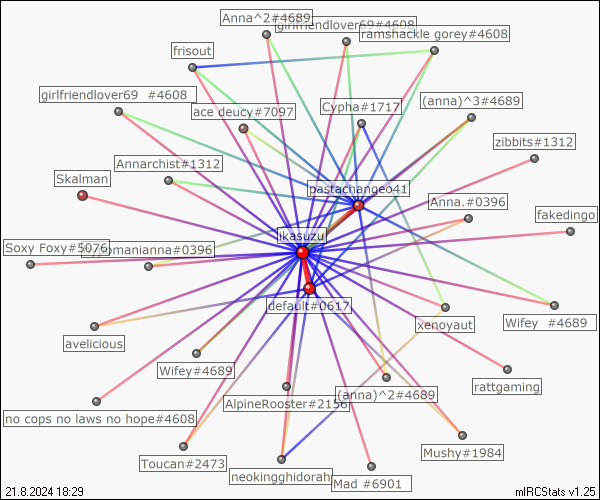 Anna^2#4689
girlfriendlover69#4608
ramshackle gorey#4608
frisout
girlfriendlover69 #4608
ace deucy#7097
Cypha#1717
(anna)^3#4689
zibbits#1312
Annarchist#1312
Skalman
pastachangeo41
Anna.#0396
fakedingo
ikasuzu
Soxy Foxy#5076
manna#0396
default#0617
xenoyaut
Wifey #4689
avelicious
Wifey#4689
rattgaming
AlpineRooster#2156
(anna)^2#4689
no cops no laws no hope#4608
Mushy#1984
Toucan#2473
neokingghidorah
Mad #6901
21.8.2024 18:29
mIRCStats v1.25